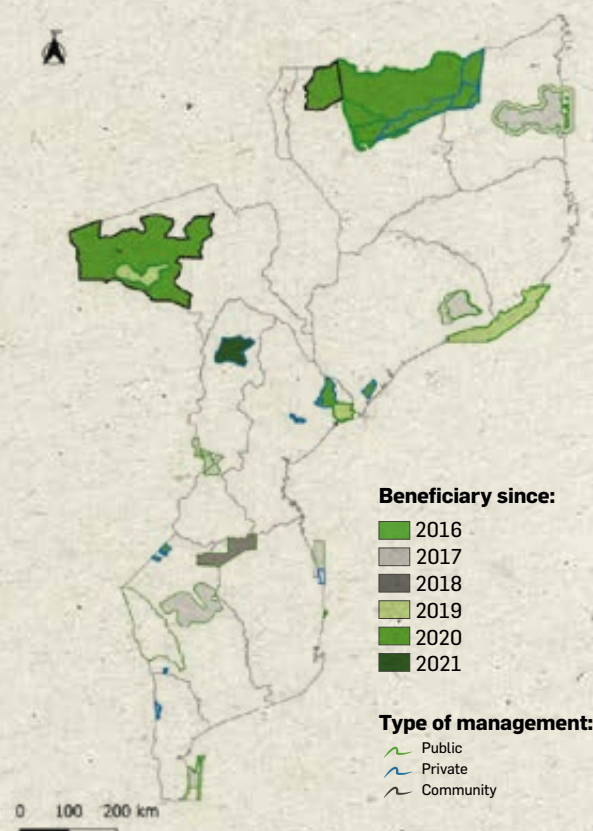 Beneficiary since:
2016
2017
2018
2019
2020
2021
Type of management:
Public
Private
Community
0 100 200 km